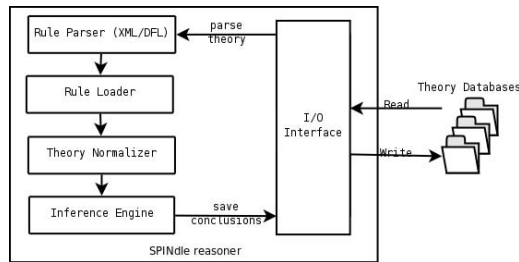 Rule Parser (XML/DFL)
parse
theory
Rule Loader
Theory Databases
I/O
Interface
Read
Theory Normalizer
Write
Inference Engine
save
conclusions
SPINdle reasoner